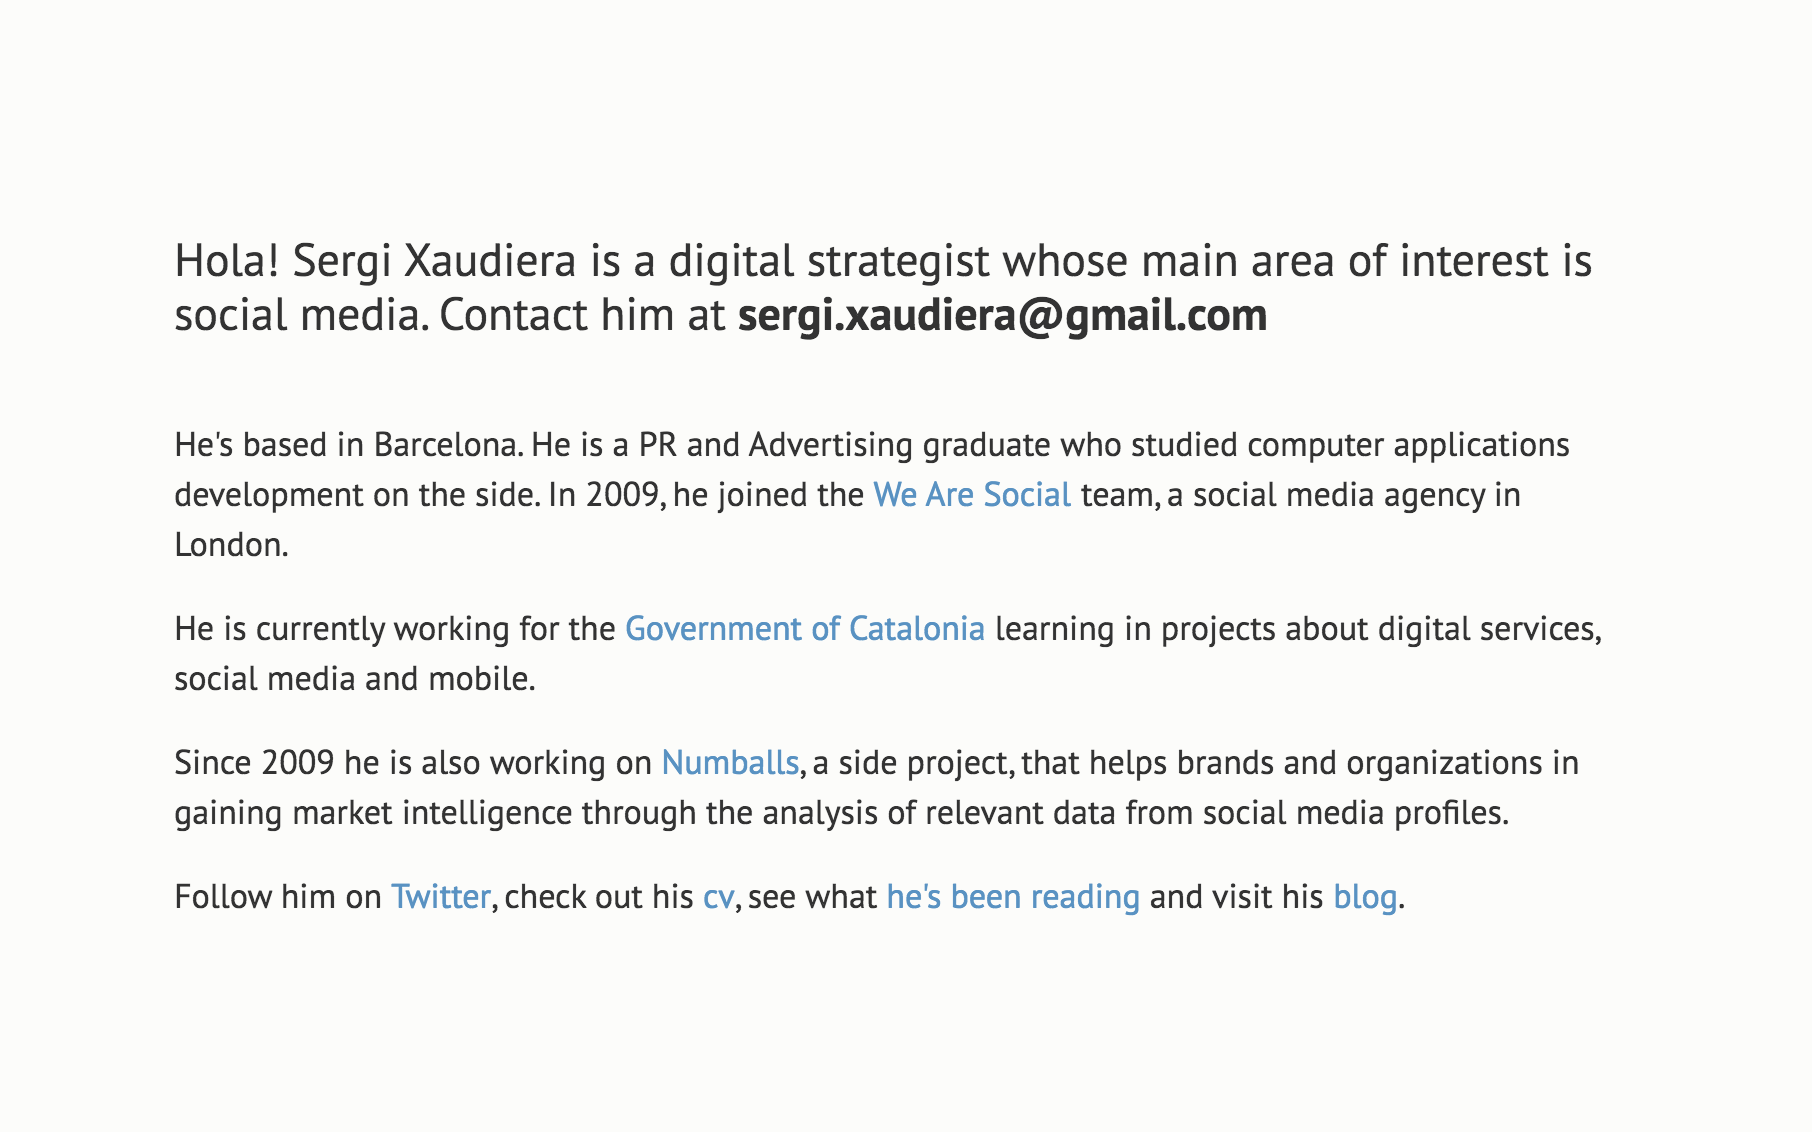 Hola! Sergi Xaudiera is a digital strategist whose main area of interest is
social media. Contact him at sergi.xaudiera@gmail.com
He's based in Barcelona. He is a PR and Advertising graduate who studied computer applications
development on the side. In 2009, he joined the We Are Social team, a social media agency in
London.
He is currently working for the Government of Catalonia learning in projects about digital services,
social media and mobile.
Since 2009 he is also working on Numballs, a side project, that helps brands and organizations in
gaining market intelligence through the analysis of relevant data from social media profiles.
Follow him on Twitter, check out his cv, see what he's been reading and visit his blog.